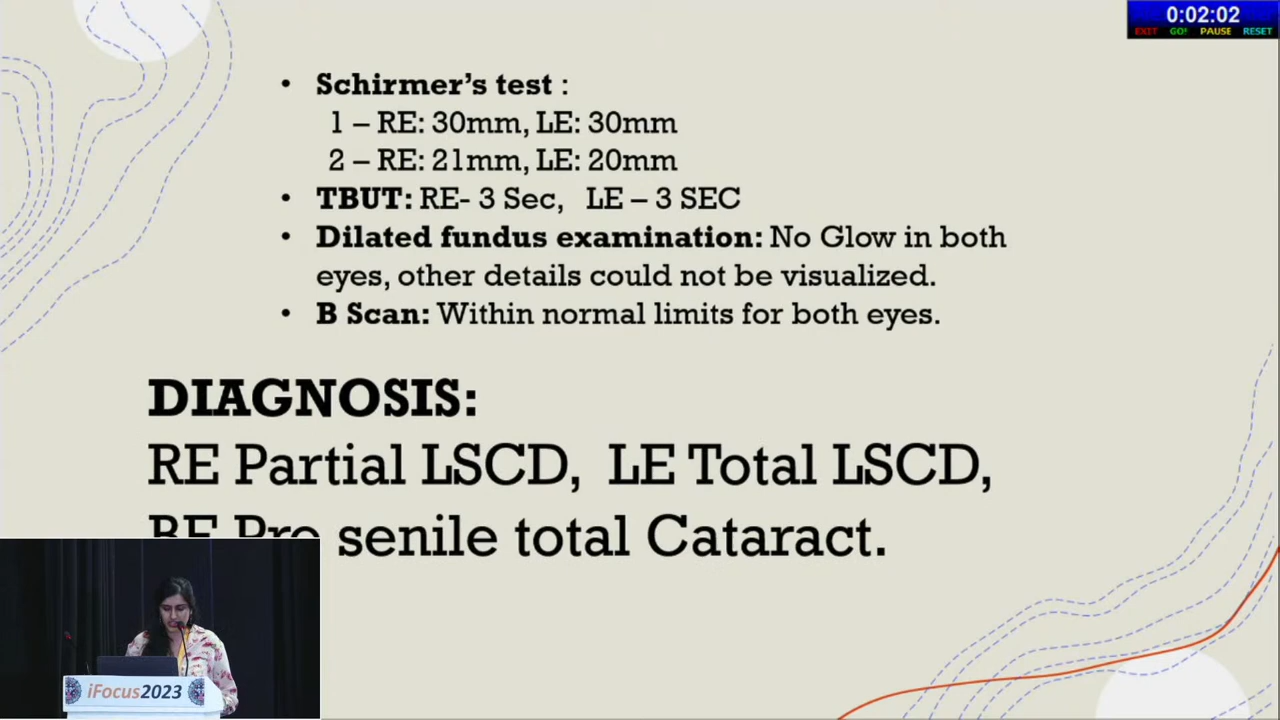 0:02:02
EXIT GO! PAUSE RESET
• Schirmer’s test :
1 – RE: 30mm, LE: 30mm
2 – RE: 21mm, LE: 20mm
• TBUT: RE- 3 Sec, LE – 3 SEC
• Dilated fundus examination: No Glow in both
eyes, other details could not be visualized.
• B Scan: Within normal limits for both eyes.
DIAGNOSIS:
RE Partial LSCD, LE Total LSCD,
senile total Cataract.
iFocus2023